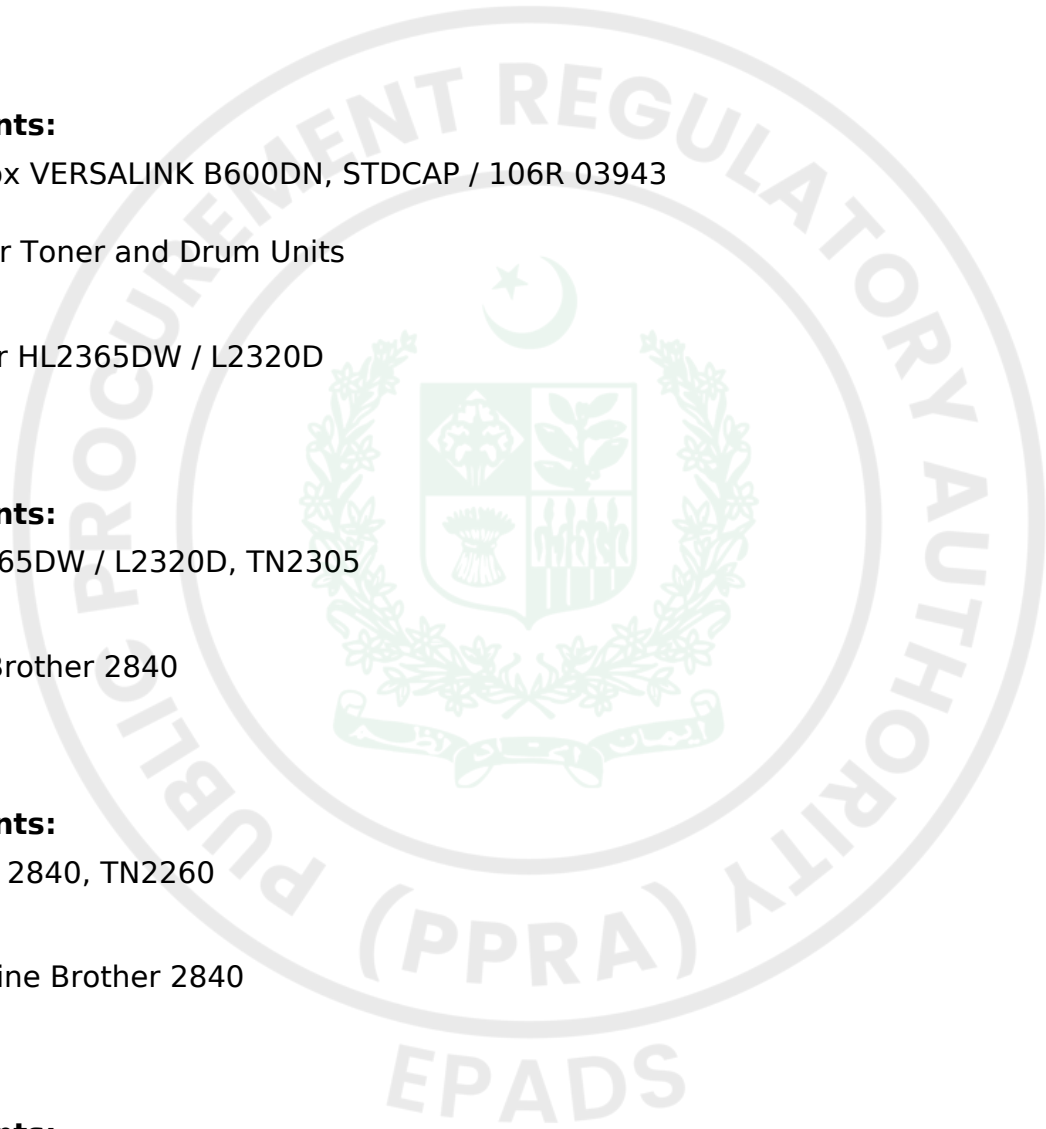 nts:
ox VERSALINK B600DN, STDCAP / 106R 03943
r Toner and Drum Units
r HL2365DW / L2320D
nts:
65DW / L2320D, TN2305
Brother 2840
nts:
2840, TN2260
ine Brother 2840
nts:
PUBLIC PROCUREMENT REGULATORY AUTHORITY
(PPRA)
EPADS